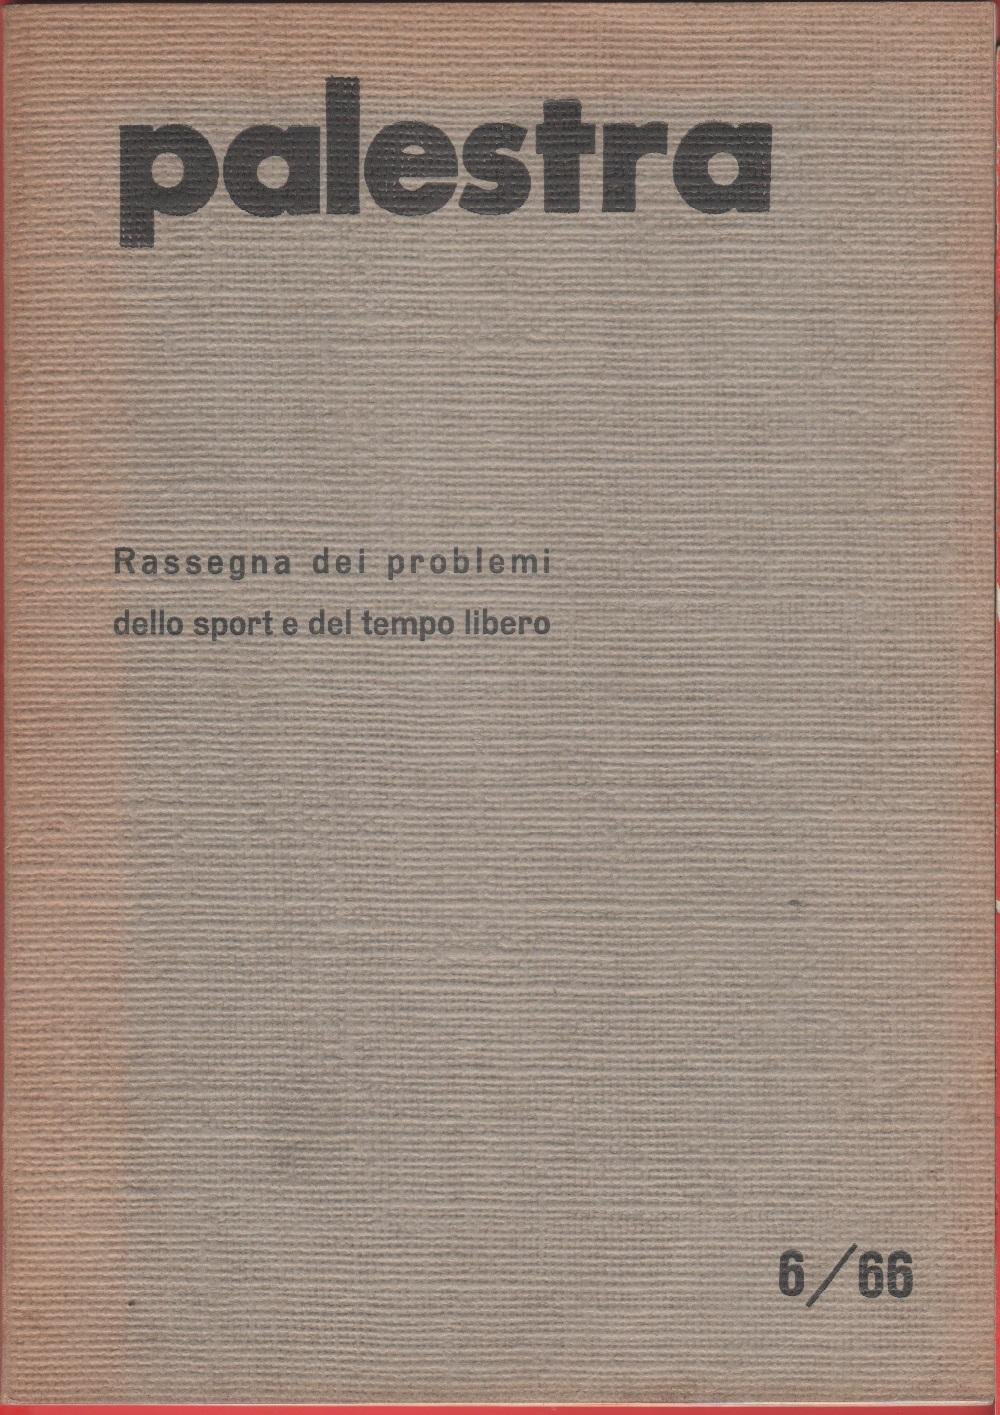 palestra
Rassegna dei problemi
dello sport e del tempo libero
6/66